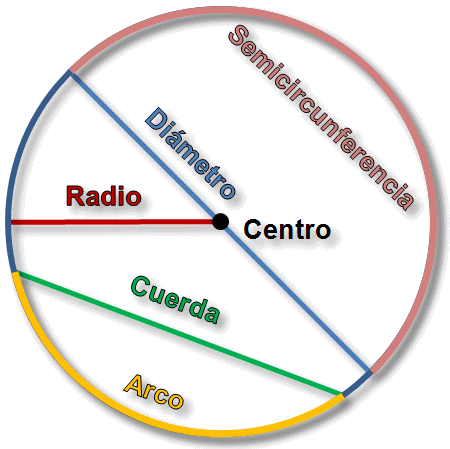 Semicircunferencia
Diámetro
Radio
Centro
Cuerda
Arco